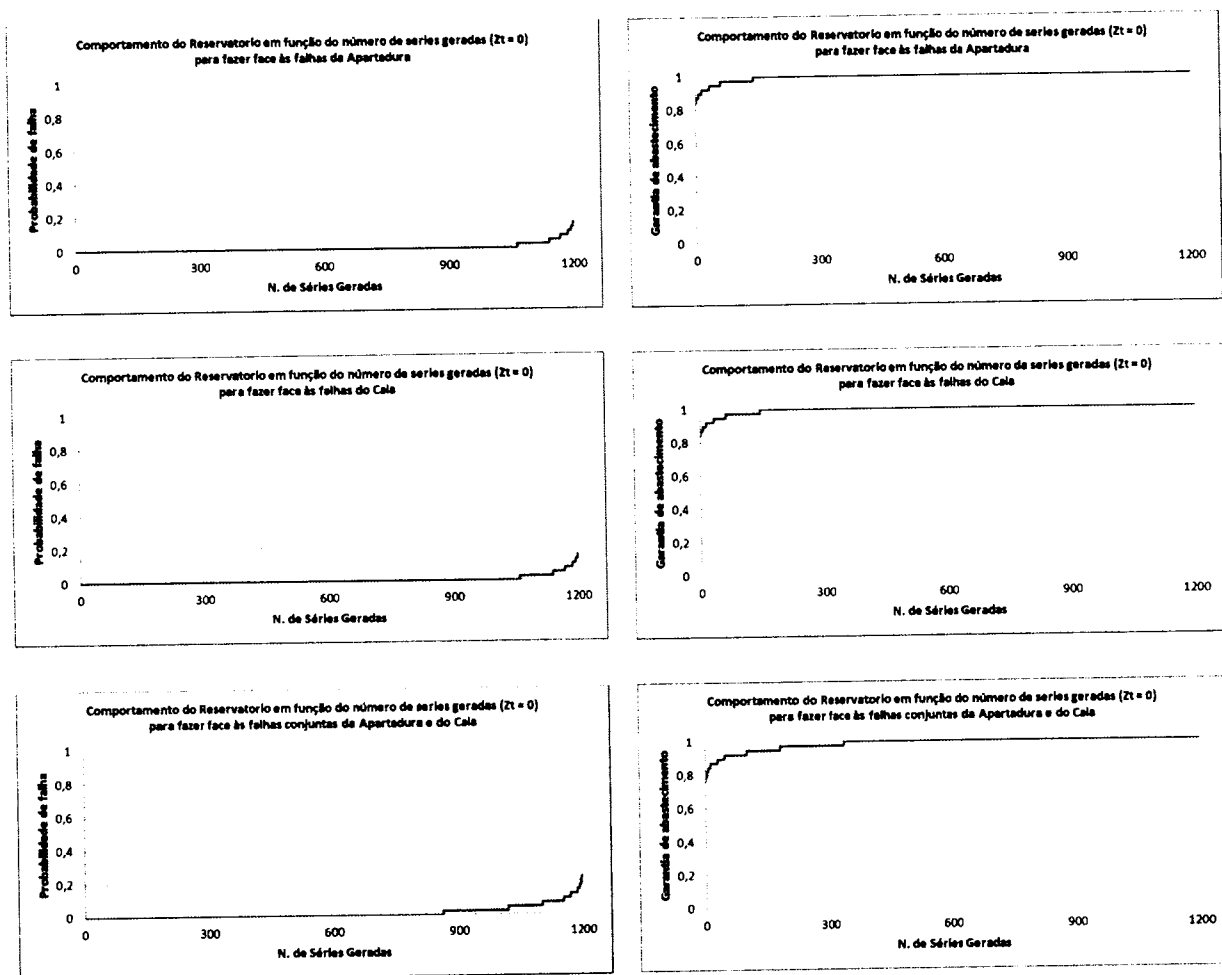 Comportamento do Reservatorio em função do número de series geradas (Zt = 0)
para fazer face às falhas da Apartadura
Probabilidade de falha
1
0,8
0,6
0,4
0,2
0
0 300 600 900 1200
N. de Séries Geradas
Comportamento do Reservatorio em função do número de series geradas (Zt = 0)
para fazer face às falhas da Apartadura
Garantia de abastecimento
1
0,8
0,6
0,4
0,2
0
0 300 600 900 1200
N. de Séries Geradas
Comportamento do Reservatorio em função do número de series geradas (Zt = 0)
para fazer face às falhas do Caia
Probabilidade de falha
1
0,8
0,6
0,4
0,2
0
0 300 600 900 1200
N. de Séries Geradas
Comportamento do Reservatorio em função do número de series geradas (Zt = 0)
para fazer face às falhas do Caia
Garantia de abastecimento
1
0,8
0,6
0,4
0,2
0
0 300 600 900 1200
N. de Séries Geradas
Comportamento do Reservatorio em função do número de series geradas (Zt = 0)
para fazer face às falhas conjuntas da Apartadura e do Caia
Probabilidade de falha
1
0,8
0,6
0,4
0,2
0
0 300 600 900 1200
N. de Séries Geradas
Comportamento do Reservatorio em função do número de series geradas (Zt = 0)
para fazer face às falhas conjuntas da Apartadura e do Caia
Garantia de abastecimento
1
0,8
0,6
0,4
0,2
0
0 300 600 900 1200
N. de Séries Geradas